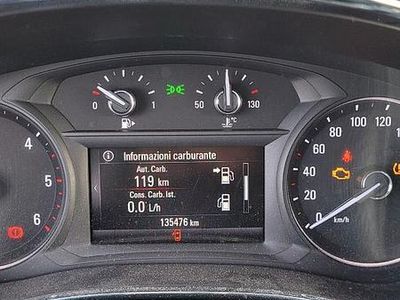 0 1
50 °C 130
Informazioni carburante
Aut. Carb.
119 km
Cons. Carb. Ist.
0.0 L/h
135476 km
4
5
6
0
20
40
60
80
100
120
km/h